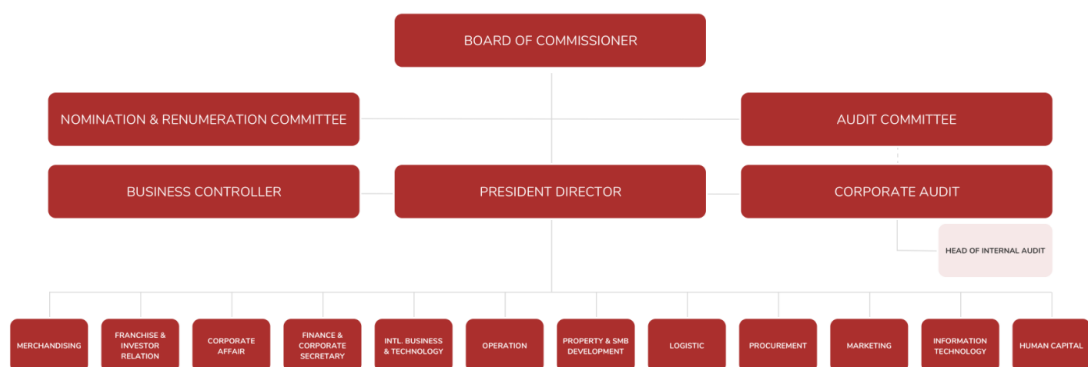 BOARD OF COMMISSIONER
NOMINATION & RENUMERATION COMMITTEE
AUDIT COMMITTEE
BUSINESS CONTROLLER
PRESIDENT DIRECTOR
CORPORATE AUDIT
HEAD OF INTERNAL AUDIT
MERCHANDISING
FRANCHISE &
INVESTOR
RELATION
CORPORATE
AFFAIR
FINANCE &
CORPORATE
SECRETARY
INTL. BUSINESS
& TECHNOLOGY
OPERATION
PROPERTY & SMB
DEVELOPMENT
LOGISTIC
PROCUREMENT
MARKETING
INFORMATION
TECHNOLOGY
HUMAN CAPITAL